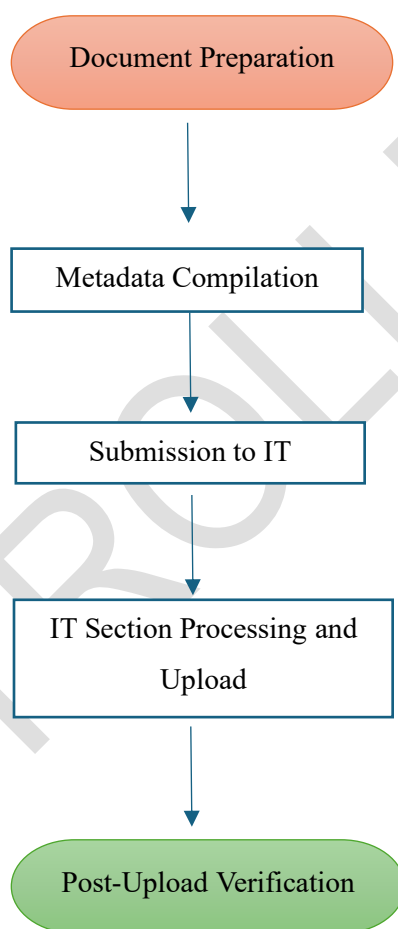 Document Preparation
Metadata Compilation
Submission to IT
IT Section Processing and
Upload
Post-Upload Verification